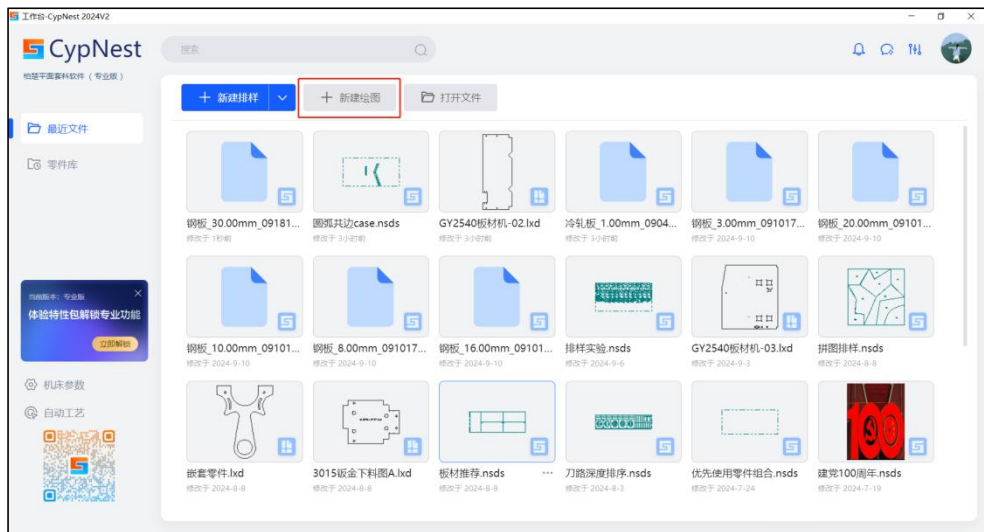 工作台-CypNest 2024V2
CypNest
柏楚平面套料软件（专业版）
搜索
新建排样
新建绘图
打开文件
最近文件
零件库
钢板_30.00mm_09181...
圆弧共边case.nsds
GY2540板材机-02.lxd
冷轧板_1.00mm_0904...
钢板_3.00mm_091017...
钢板_20.00mm_09101...
修改于 1秒前
修改于 3小时前
修改于 3小时前
修改于 3小时前
修改于 2024-9-10
修改于 2024-9-10
钢板_10.00mm_09101...
钢板_8.00mm_091017...
钢板_16.00mm_09101...
排样实验.nsds
GY2540板材机-03.lxd
拼图排样.nsds
修改于 2024-9-10
修改于 2024-9-10
修改于 2024-9-10
修改于 2024-9-6
修改于 2024-9-3
修改于 2024-8-8
当前版本：专业版
体验特性包解锁专业功能
立即解锁
机床参数
自动工艺
100
嵌套零件.lxd
3015钣金下料图A.lxd
板材推荐.nsds
刀路深度排序.nsds
优先使用零件组合.nsds
建党100周年.nsds
修改于 2024-8-8
修改于 2024-8-8
修改于 2024-8-8
修改于 2024-8-3
修改于 2024-7-24
修改于 2024-7-19